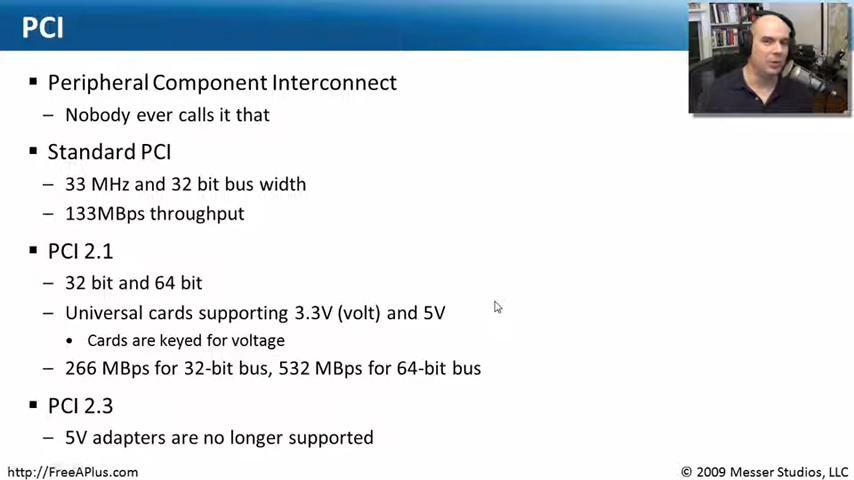 PCI
▪ Peripheral Component Interconnect
– Nobody ever calls it that
▪ Standard PCI
– 33 MHz and 32 bit bus width
– 133MBps throughput
▪ PCI 2.1
– 32 bit and 64 bit
– Universal cards supporting 3.3V (volt) and 5V
• Cards are keyed for voltage
– 266 MBps for 32-bit bus, 532 MBps for 64-bit bus
▪ PCI 2.3
– 5V adapters are no longer supported
http://FreeAPlus.com
© 2009 Messer Studios, LLC